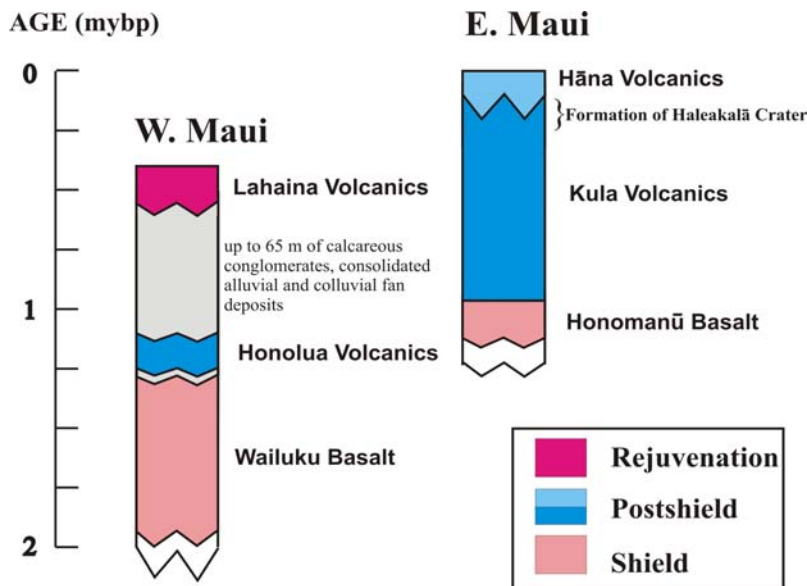 AGE (mybp)
E. Maui
0
Hāna Volcanics
}Formation of Haleakalā Crater
W. Maui
Lahaina Volcanics
Kula Volcanics
up to 65 m of calcareous
conglomerates, consolidated
alluvial and colluvial fan
deposits
1
Honomanū Basalt
Honolua Volcanics
Wailuku Basalt
Rejuvenation
Postshield
Shield
2